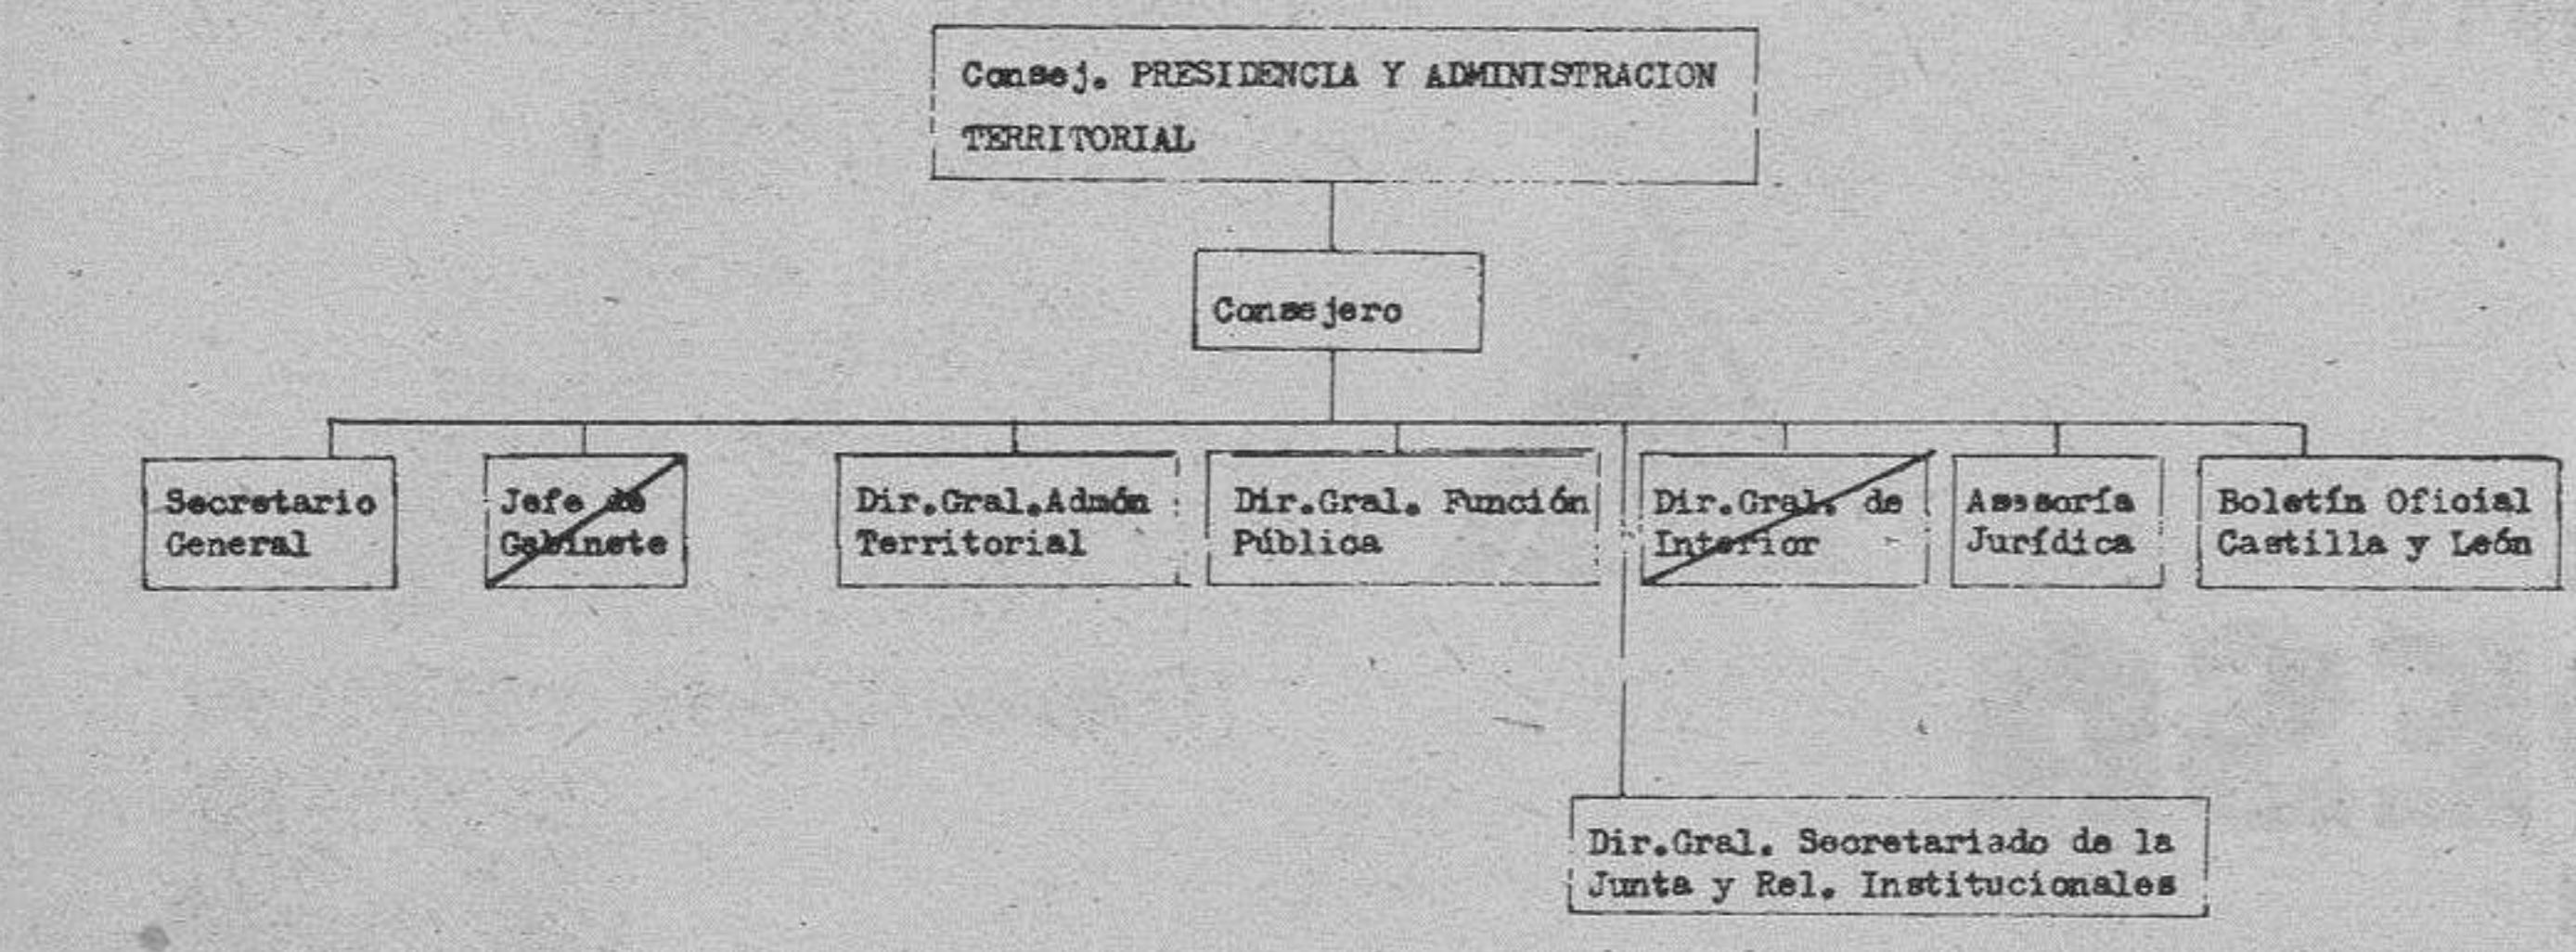 Consej. PRESIDENCIA Y ADMINISTRACION
TERRITORIAL
Consejero
Secretario
General
Jefe de
Gabinete
Dir.Gral.Admón
Territorial
Dir.Gral. Función
Pública
Dir.Gral. de
Interior
Asesoría
Jurídica
Boletín Oficial
Castilla y León
Dir.Gral. Secretariado de la
Junta y Rel. Institucionales